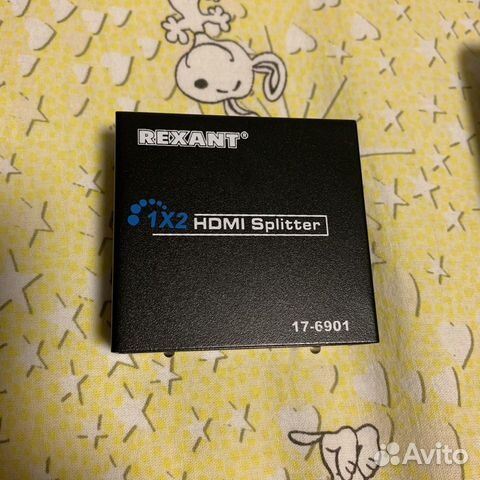 REXANT®
1X2 HDMI Splitter
17-6901
Avito